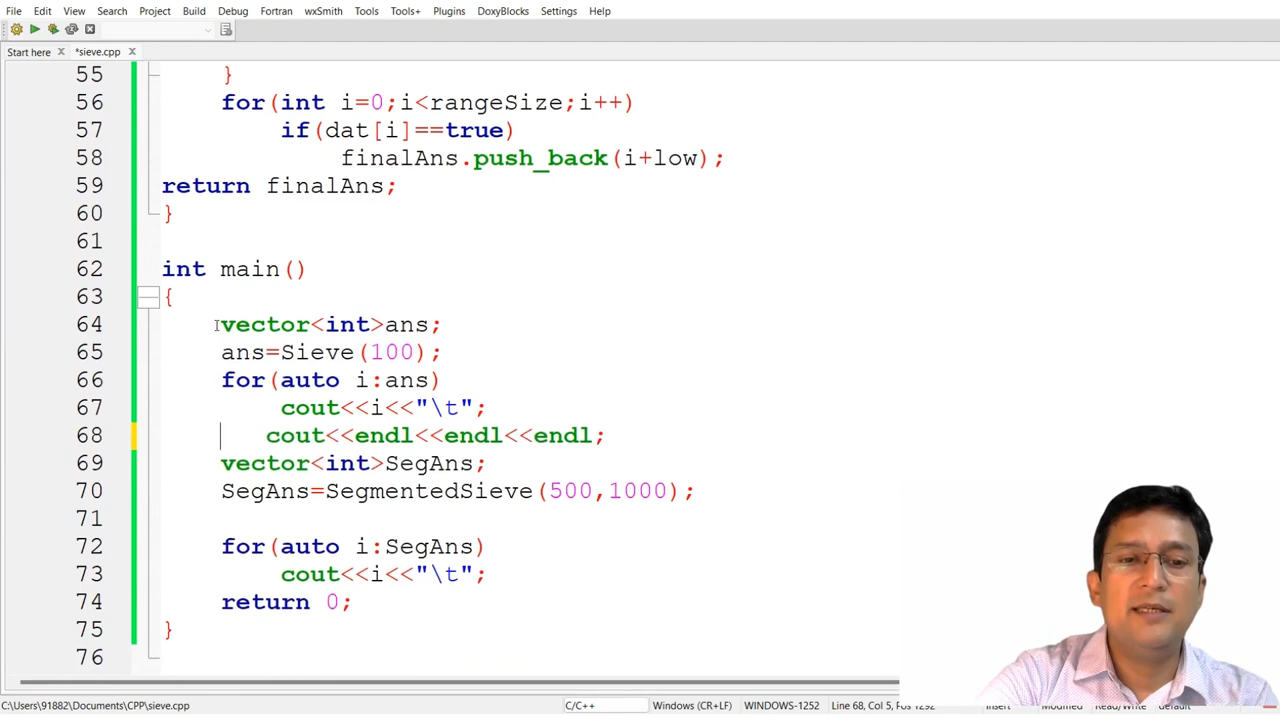 File Edit View Search Project Build Debug Fortran wxSmith Tools Tools+ Plugins DoxyBlocks Settings Help
Start here *sieve.cpp
55 }
56 for(int i=0;i<rangeSize;i++)
57 if(dat[i]==true)
58 finalAns.push_back(i+low);
59 return finalAns;
60 }
61
62 int main()
63 {
64 vector<int>ans;
65 ans=Sieve(100);
66 for(auto i:ans)
67 cout<<i<<"\t";
68 cout<<endl<<endl<<endl;
69 vector<int>SegAns;
70 SegAns=SegmentedSieve(500,1000);
71
72 for(auto i:SegAns)
73 cout<<i<<"\t";
74 return 0;
75 }
76
C:\Users\91882\Documents\CPP\sieve.cpp C/C++ Windows (CR+LF) WINDOWS-1252 Line 68, Col 5, Pos 1292 Insert Modified Read/Write default